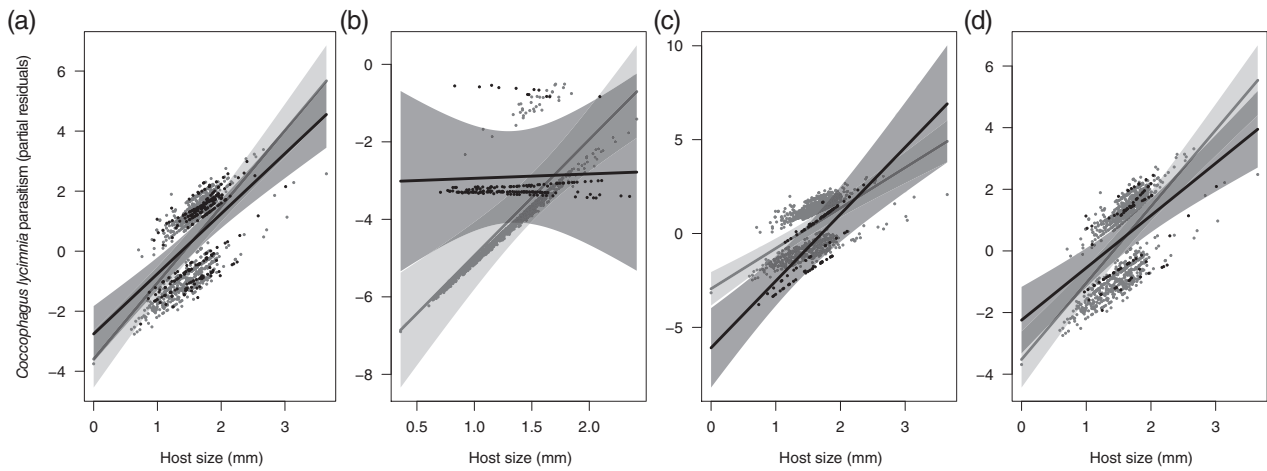 (a)
(b)
(c)
(d)
Coccophagus lycimnia parasitism (partial residuals)
6
4
2
0
−2
−4
0
−2
−4
−6
−8
10
5
0
−5
6
4
2
0
−2
−4
0 1 2 3
0.5 1.0 1.5 2.0
0 1 2 3
0 1 2 3
Host size (mm)
Host size (mm)
Host size (mm)
Host size (mm)